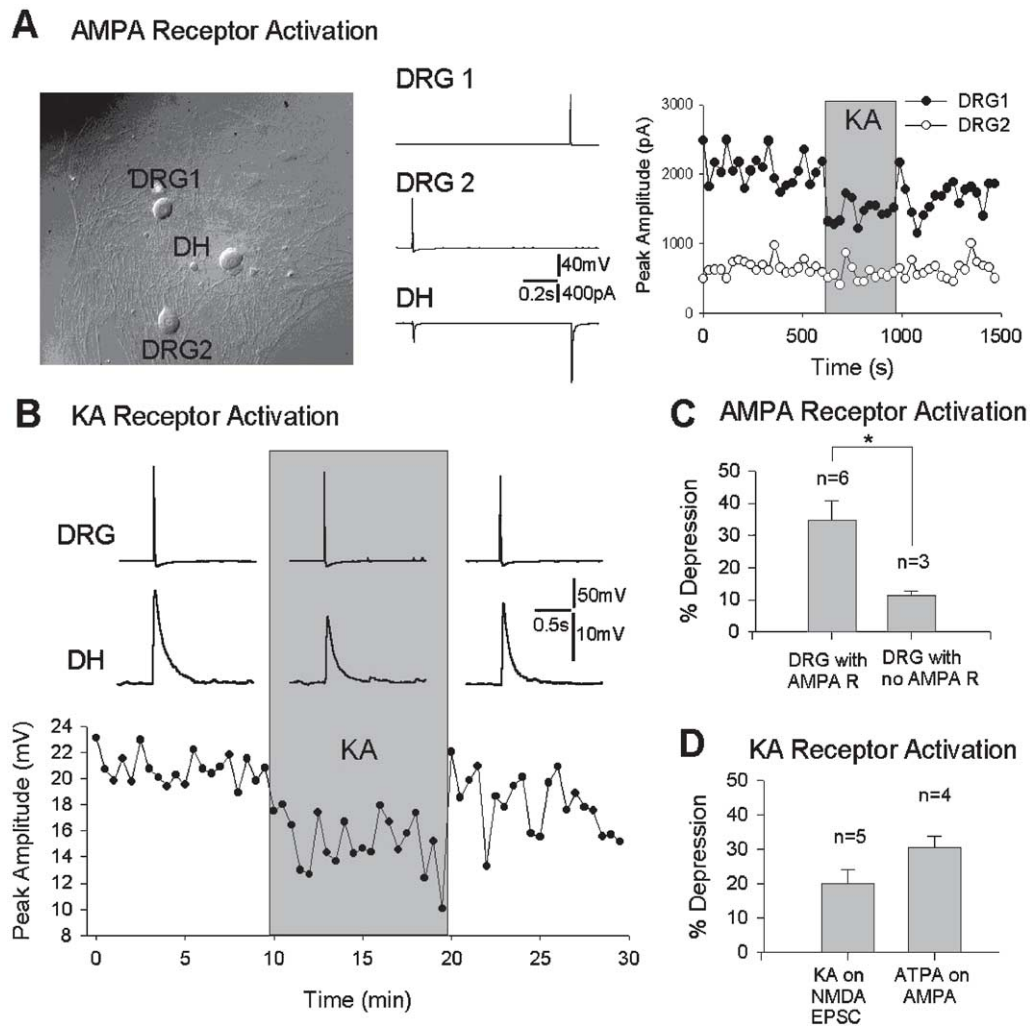 A AMPA Receptor Activation
DRG1
DH
DRG2
DRG 1
DRG 2
DH
40mV
0.2s
400pA
DRG1
DRG2
KA
Peak Amplitude (pA)
3000
2000
1000
0
0 500 1000 1500
Time (s)
B KA Receptor Activation
DRG
DH
50mV
0.5s
10mV
KA
Peak Amplitude (mV)
24
22
20
18
16
14
12
10
8
0 5 10 15 20 25 30
Time (min)
C AMPA Receptor Activation
% Depression
50
40
30
20
10
0
*
n=6
n=3
DRG with
AMPA R
DRG with
no AMPA R
D KA Receptor Activation
% Depression
50
40
30
20
10
0
n=5
n=4
KA on
NMDA
EPSC
ATPA on
AMPA